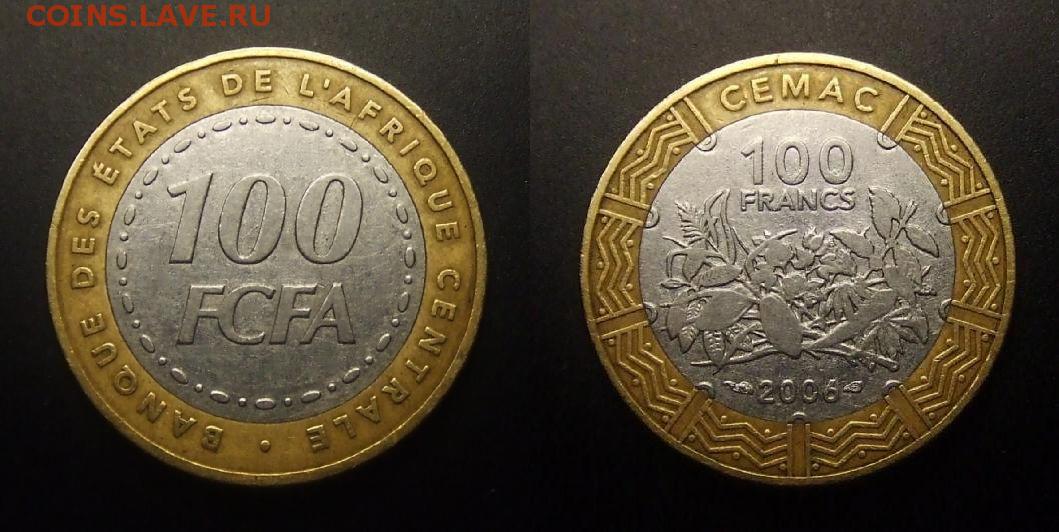 COINS.LAVE.RU
BANQUE DES ÉTATS DE L'AFRIQUE CENTRALE
100
FCFA
CEMAC
100
FRANCS
2006